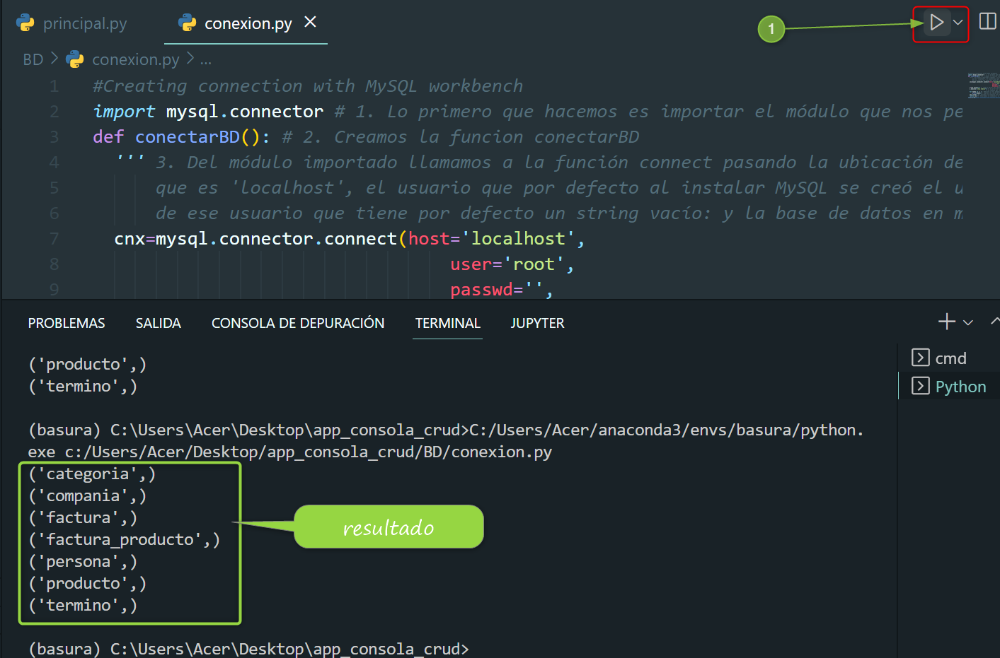 principal.py
conexion.py
1
BD > conexion.py > ...
1 #Creating connection with MySQL workbench
2 import mysql.connector # 1. Lo primero que hacemos es importar el módulo que nos pe
3 def conectarBD(): # 2. Creamos la funcion conectarBD
4 ''' 3. Del módulo importado llamamos a la función connect pasando la ubicación de
5 que es 'localhost', el usuario que por defecto al instalar MySQL se creó el u
6 de ese usuario que tiene por defecto un string vacío: y la base de datos en m
7 cnx=mysql.connector.connect(host='localhost',
8 user='root',
9 passwd='',
PROBLEMAS SALIDA CONSOLA DE DEPURACIÓN TERMINAL JUPYTER
('producto',)
('termino',)
(basura) C:\Users\Acer\Desktop\app_consola_crud>C:/Users/Acer/anaconda3/envs/basura/python.
exe c:/Users/Acer/Desktop/app_consola_crud/BD/conexion.py
('categoria',)
('compania',)
('factura',)
('factura_producto',)
('persona',)
('producto',)
('termino',)
resultado
(basura) C:\Users\Acer\Desktop\app_consola_crud>
cmd
Python